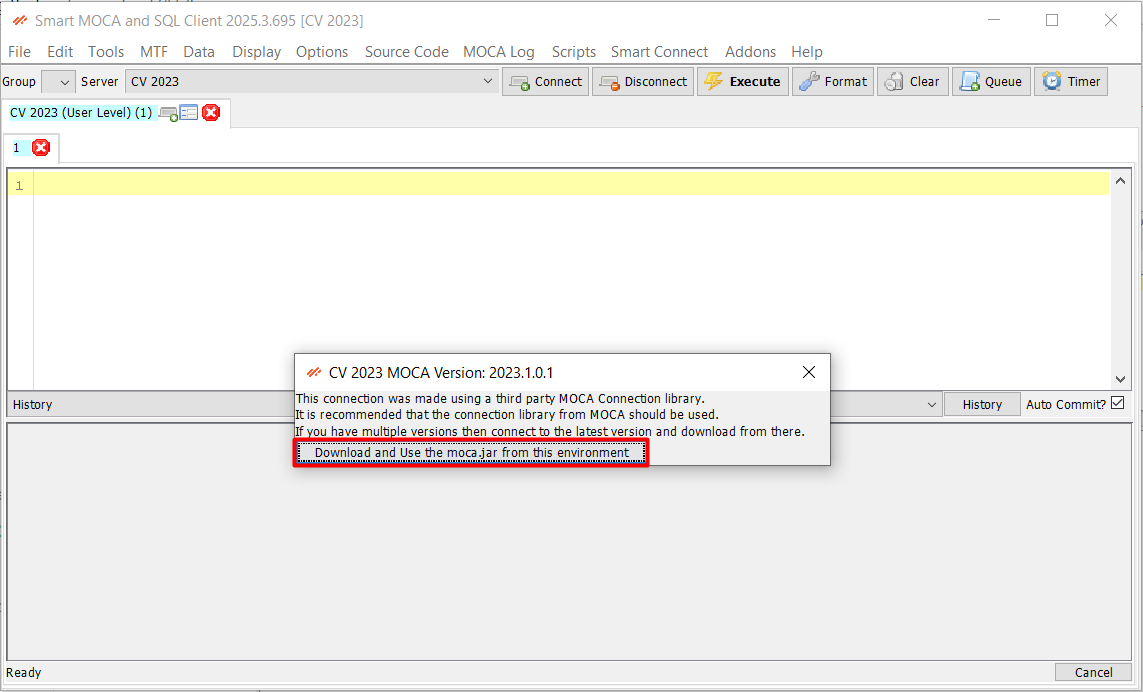 Smart MOCA and SQL Client 2025.3.695 [CV 2023]
File Edit Tools MTF Data Display Options Source Code MOCA Log Scripts Smart Connect Addons Help
Group Server CV 2023 Connect Disconnect Execute Format Clear Queue Timer
CV 2023 (User Level) (1)
1
1
CV 2023 MOCA Version: 2023.1.0.1
This connection was made using a third party MOCA Connection library.
It is recommended that the connection library from MOCA should be used.
If you have multiple versions then connect to the latest version and download from there.
Download and Use the moca.jar from this environment
History History Auto Commit?
Ready Cancel